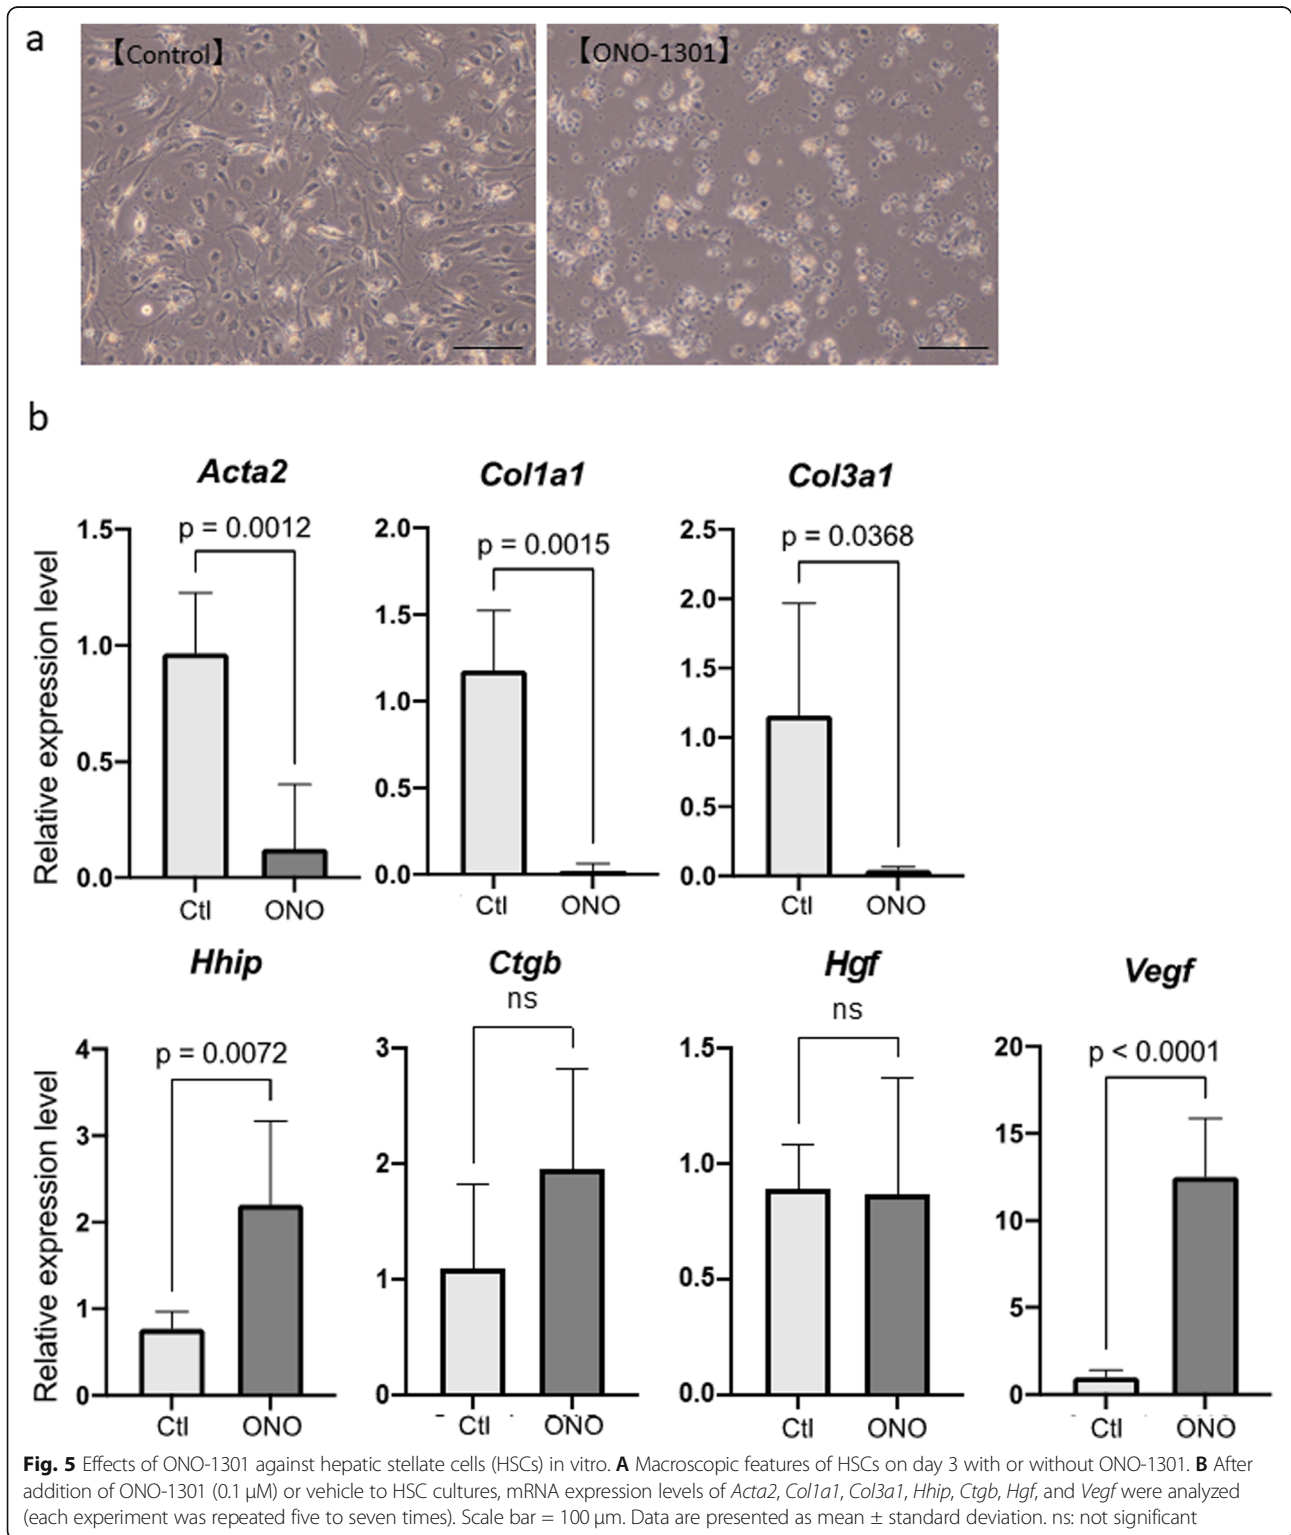 a
【Control】
【ONO-1301】
b
Acta2
Col1a1
Col3a1
Relative expression level
1.5
1.0
0.5
0.0
p = 0.0012
Ctl
ONO
2.0
1.5
1.0
0.5
0.0
p = 0.0015
Ctl
ONO
2.5
2.0
1.5
1.0
0.5
0.0
p = 0.0368
Ctl
ONO
Hhip
Ctgb
Hgf
Vegf
Relative expression level
4
3
2
1
0
p = 0.0072
Ctl
ONO
3
2
1
0
ns
Ctl
ONO
1.5
1.0
0.5
0.0
ns
Ctl
ONO
20
15
10
5
0
p < 0.0001
Ctl
ONO
Fig. 5 Effects of ONO-1301 against hepatic stellate cells (HSCs) in vitro. A Macroscopic features of HSCs on day 3 with or without ONO-1301. B After
addition of ONO-1301 (0.1 μM) or vehicle to HSC cultures, mRNA expression levels of Acta2, Col1a1, Col3a1, Hhip, Ctgb, Hgf, and Vegf were analyzed
(each experiment was repeated five to seven times). Scale bar = 100 μm. Data are presented as mean ± standard deviation. ns: not significant